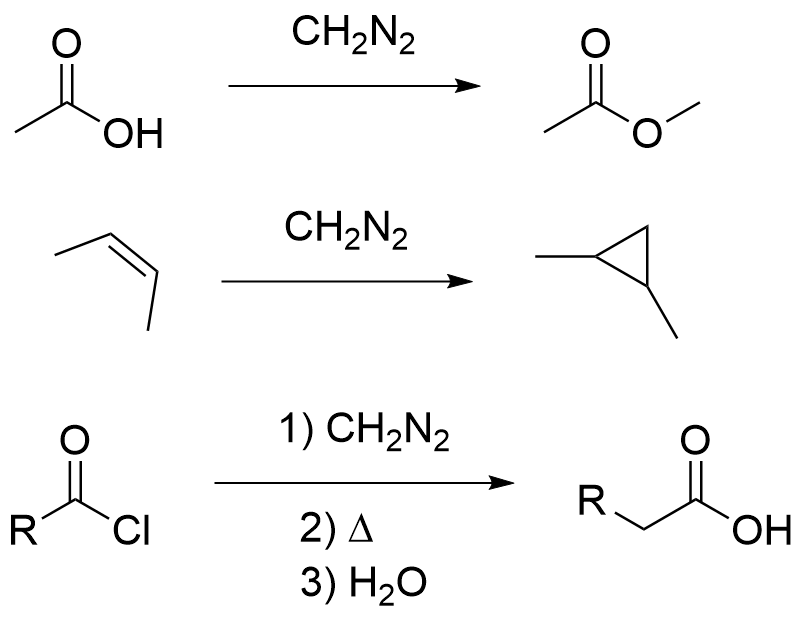 O
OH
CH₂N₂
O
O
CH₂N₂
O
R
Cl
1) CH₂N₂
2) Δ
3) H₂O
O
R
OH